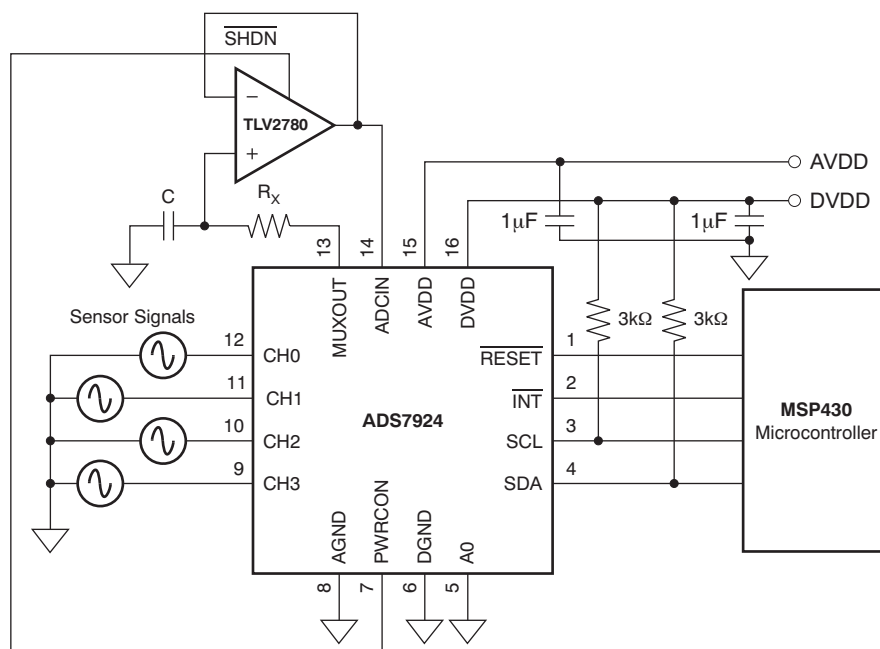 SHDN
TLV2780
−
+
C
RX
AVDD
DVDD
1μF
1μF
13
14
15
16
MUXOUT
ADCIN
AVDD
DVDD
3kΩ
3kΩ
Sensor Signals
12
CH0
11
CH1
10
CH2
9
CH3
ADS7924
RESET
1
INT
2
SCL
3
SDA
4
MSP430
Microcontroller
AGND
PWRCON
DGND
A0
8
7
6
5